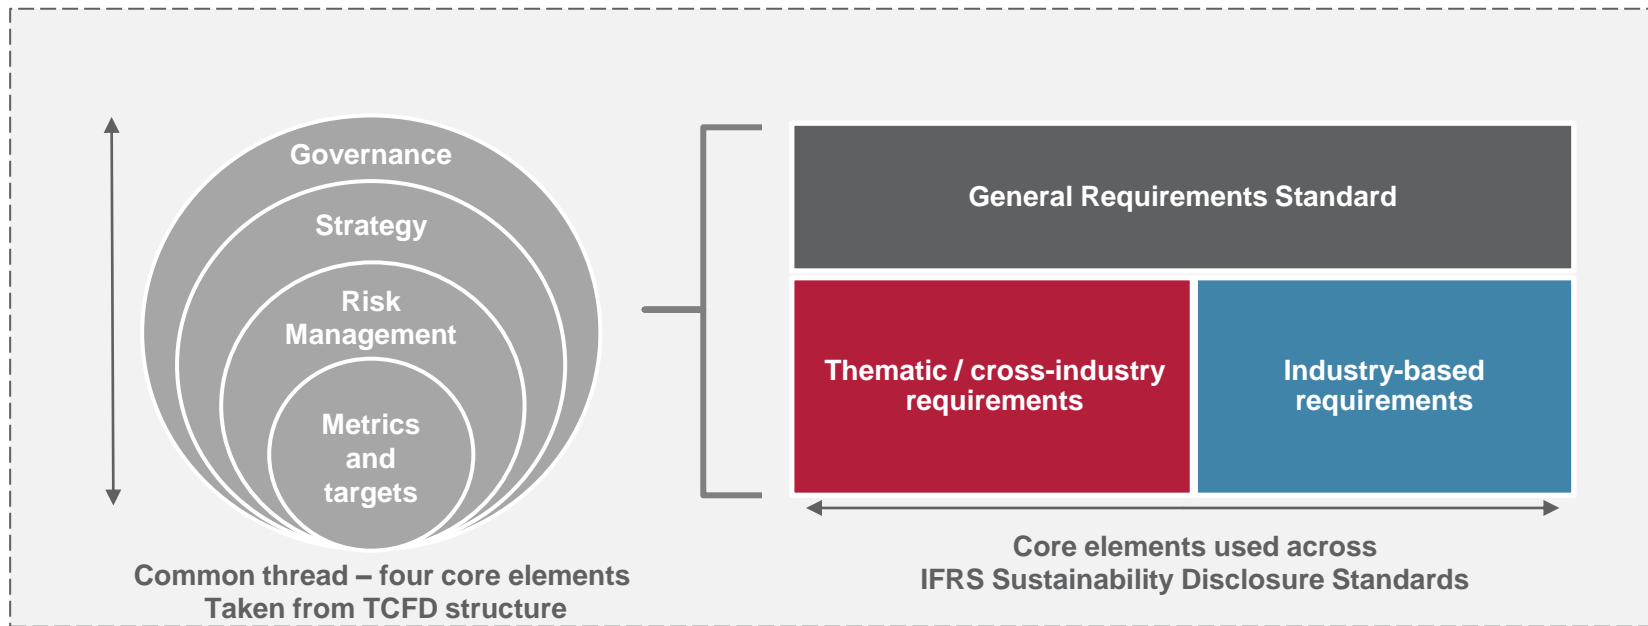 Governance
Strategy
Risk
Management
Metrics
and
targets
Common thread – four core elements
Taken from TCFD structure
General Requirements Standard
Thematic / cross-industry
requirements
Industry-based
requirements
Core elements used across
IFRS Sustainability Disclosure Standards